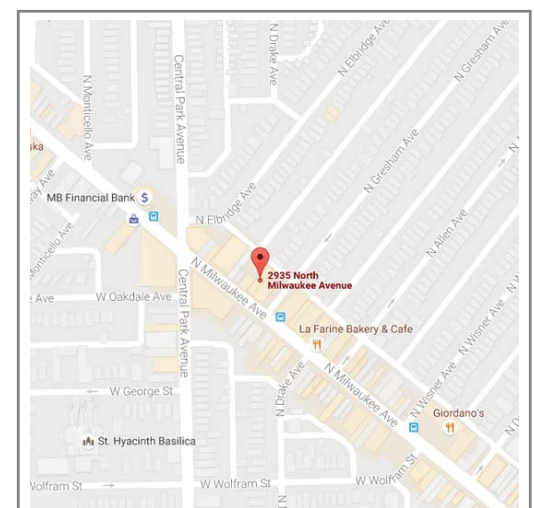 N Drake Ave
N Elbridge Ave
N Gresham Ave
N Monticello Ave
Central Park Avenue
ska
MB Financial Bank $
N Elbridge Ave
N Gresham Ave
N Allen Ave
Monticello Ave
2935 North
Milwaukee Avenue
e Ave
W Oakdale Ave
N Milwaukee Ave
Central Park Avenue
La Farine Bakery & Cafe
N Wisner Ave
N Drake Ave
N Milwaukee Ave
N Wisner Ave
W George St
Giordano's
St. Hyacinth Basilica
Wolfram St
W Wolfram St
W Wolfram St